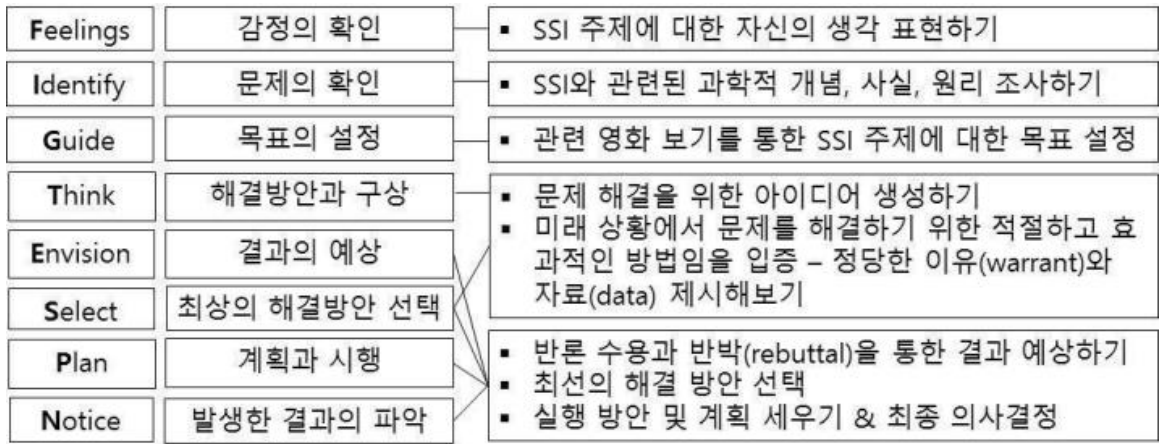 Feelings 감정의 확인 ▪ SSI 주제에 대한 자신의 생각 표현하기
Identify 문제의 확인 ▪ SSI와 관련된 과학적 개념, 사실, 원리 조사하기
Guide 목표의 설정 ▪ 관련 영화 보기를 통한 SSI 주제에 대한 목표 설정
Think 해결방안과 구상
Envision 결과의 예상
Select 최상의 해결방안 선택
▪ 문제 해결을 위한 아이디어 생성하기
▪ 미래 상황에서 문제를 해결하기 위한 적절하고 효
과적인 방법임을 입증 – 정당한 이유(warrant)와
자료(data) 제시해보기
Plan 계획과 시행
Notice 발생한 결과의 파악
▪ 반론 수용과 반박(rebuttal)을 통한 결과 예상하기
▪ 최선의 해결 방안 선택
▪ 실행 방안 및 계획 세우기 & 최종 의사결정